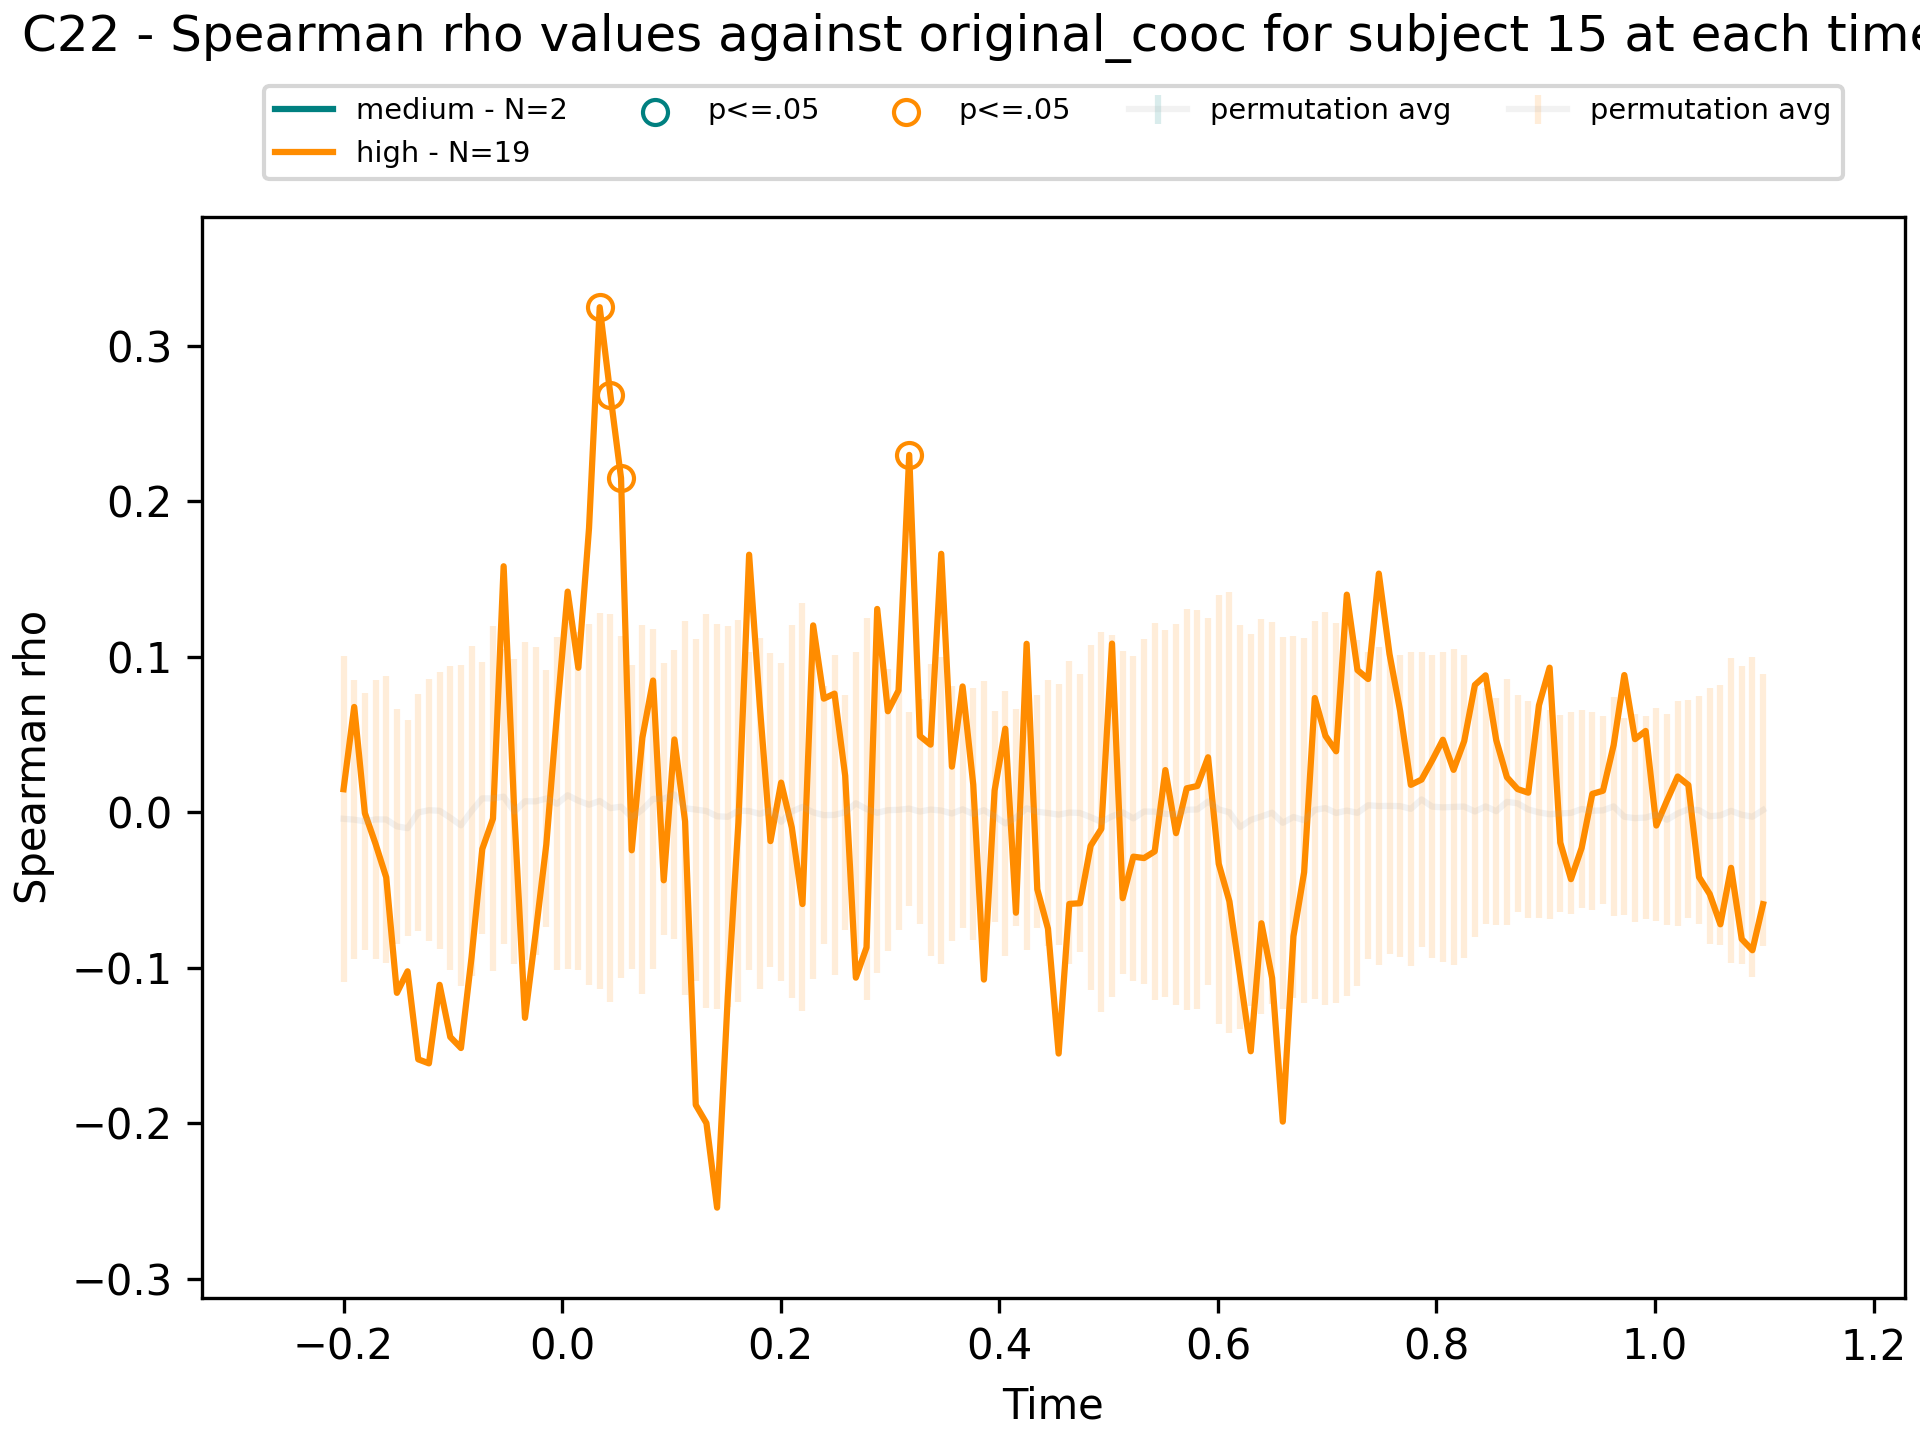 C22 - Spearman rho values against original_cooc for subject 15 at each time
medium - N=2
high - N=19
p<=.05
p<=.05
permutation avg
permutation avg
Spearman rho
0.3
0.2
0.1
0.0
−0.1
−0.2
−0.3
−0.2
0.0
0.2
0.4
0.6
0.8
1.0
1.2
Time